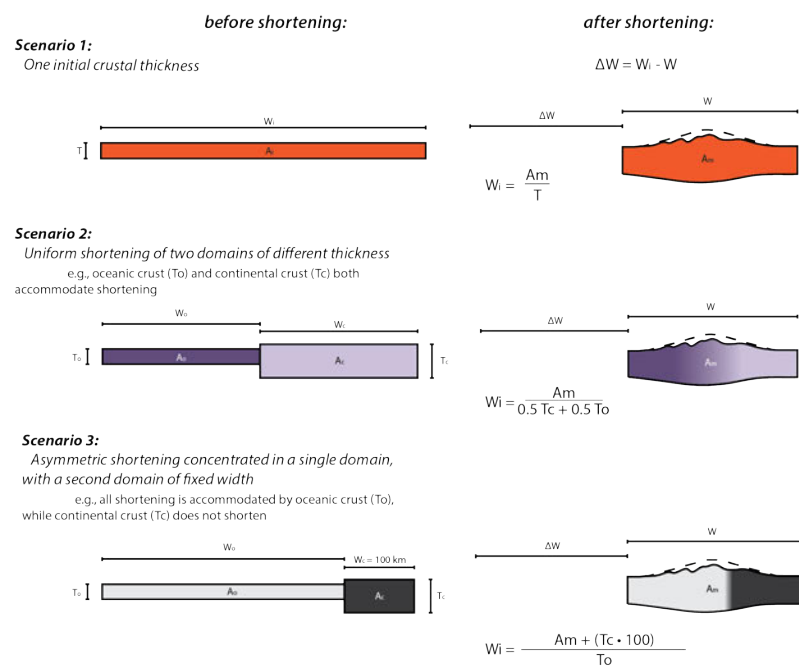 before shortening:
after shortening:
Scenario 1:
One initial crustal thickness
ΔW = Wi - W
Wi
W
ΔW
T
Ai
Am
Wi = Am
T
Scenario 2:
Uniform shortening of two domains of different thickness
e.g., oceanic crust (To) and continental crust (Tc) both
accommodate shortening
Wo
Wc
W
ΔW
To
Ao
Ac
Tc
Am
Wi = Am
0.5 Tc + 0.5 To
Scenario 3:
Asymmetric shortening concentrated in a single domain,
with a second domain of fixed width
e.g., all shortening is accommodated by oceanic crust (To),
while continental crust (Tc) does not shorten
Wo
Wc = 100 km
W
ΔW
To
Ao
Ac
Tc
Am
Wi = Am + (Tc • 100)
To